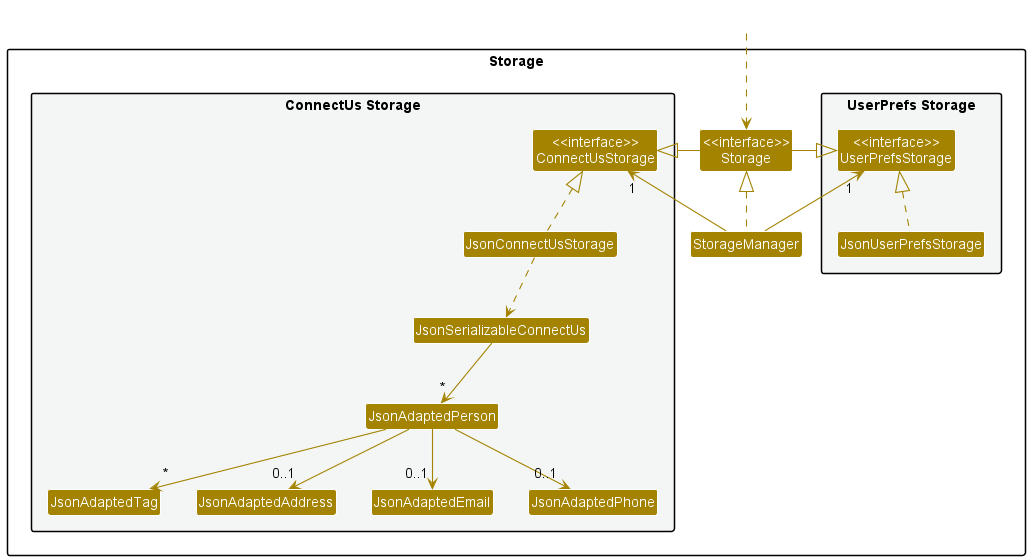 Storage
ConnectUs Storage
UserPrefs Storage
<<interface>>
ConnectUsStorage
<<interface>>
Storage
<<interface>>
UserPrefsStorage
1
1
JsonConnectUsStorage
StorageManager
JsonUserPrefsStorage
JsonSerializableConnectUs
*
JsonAdaptedPerson
*
0..1
0..1
0..1
JsonAdaptedTag
JsonAdaptedAddress
JsonAdaptedEmail
JsonAdaptedPhone